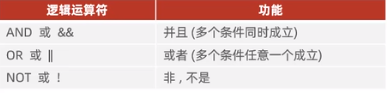 逻辑运算符 功能
AND 或 && 并且 (多个条件同时成立)
OR 或 || 或者 (多个条件任意一个成立)
NOT 或 ! 非 , 不是